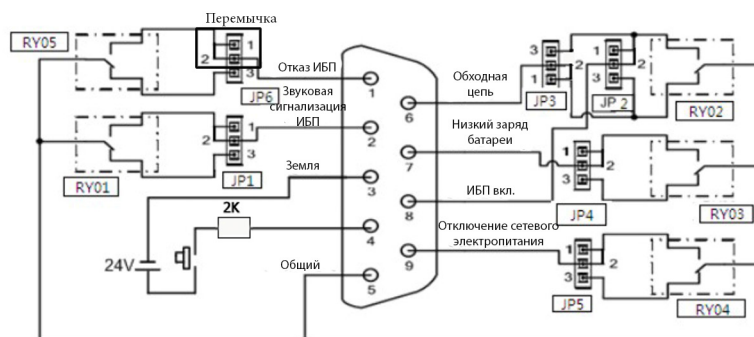 Перемычка
RY05
1
2
3
Отказ ИБП
JP6
Звуковая
сигнализация
ИБП
1
2
3
RY01
JP1
Земля
2K
24V
Общий
1
2
3
4
5
6
7
8
9
Обходная
цепь
3
2
1
JP3
1
2
3
JP 2
RY02
Низкий заряд
батареи
1
2
3
JP4
RY03
ИБП вкл.
Отключение сетевого
электропитания
1
2
3
JP5
RY04